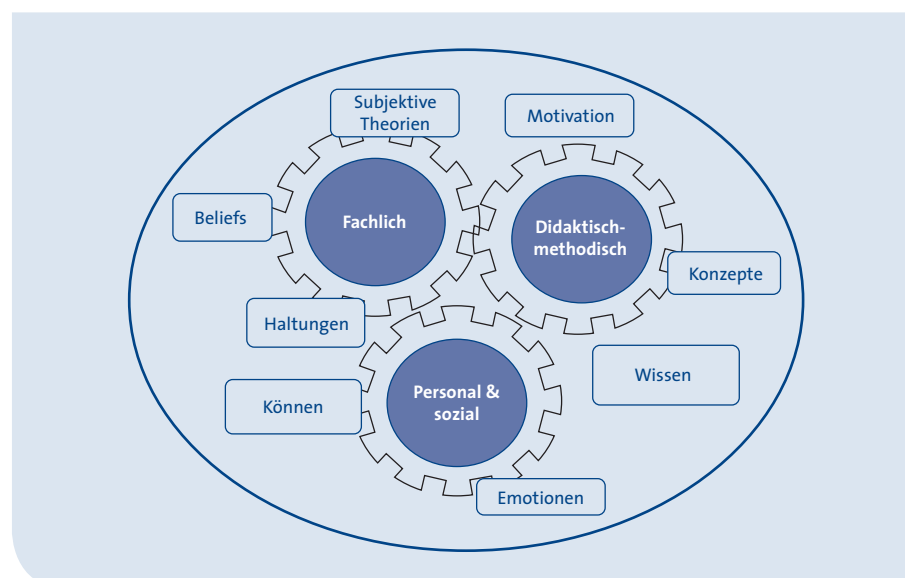 Subjektive
Theorien
Motivation
Beliefs
Fachlich
Didaktisch-
methodisch
Konzepte
Haltungen
Wissen
Personal &
sozial
Können
Emotionen